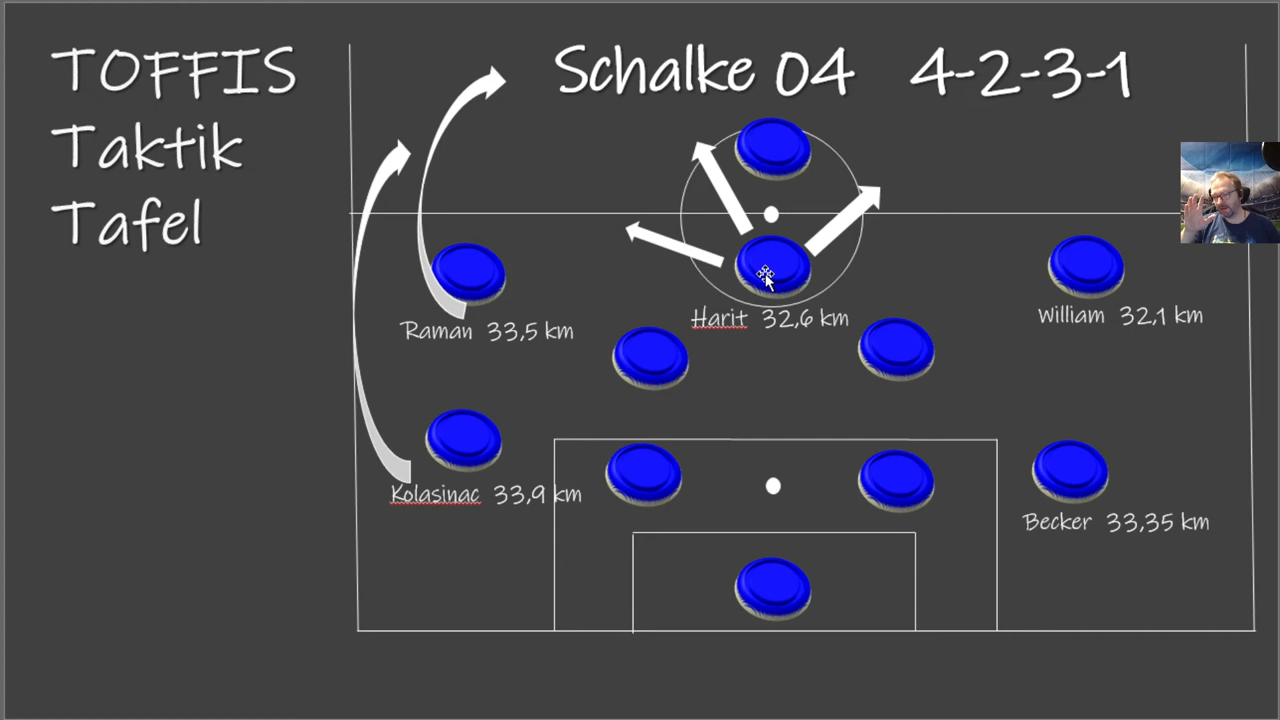 TOFFIS
Taktik
Tafel
Schalke 04 4-2-3-1
Raman 33,5 km
Harit 32,6 km
William 32,1 km
Kolasinac 33,9 km
Becker 33,35 km